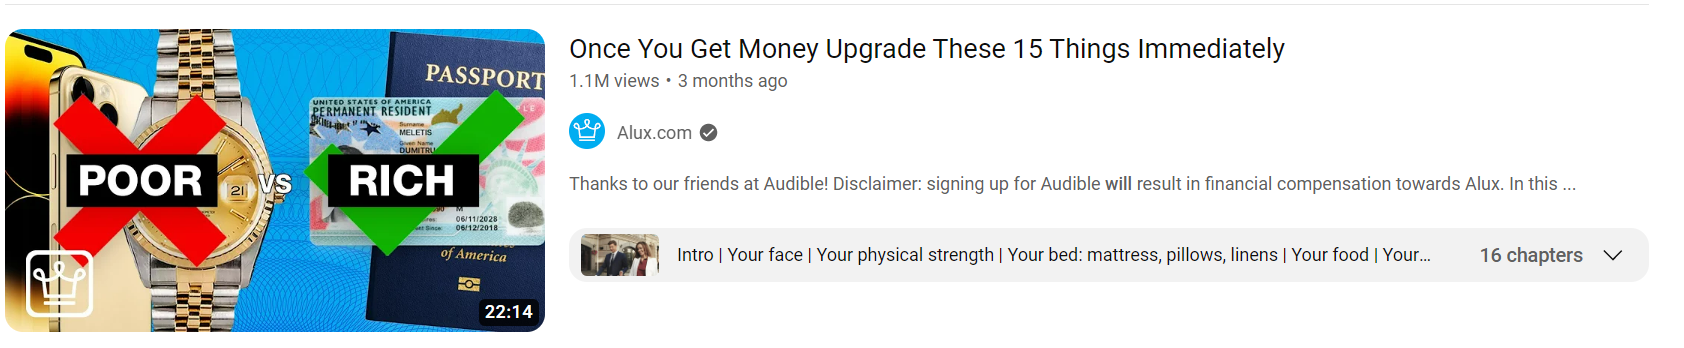 PASSPORT
UNITED STATES OF AMERICA
PERMANENT RESIDENT
Surname
MELETIS
Given Name
DUMITRU
POOR
21
VS
RICH
M
06/11/2028
06/12/2018
of America
22:14
Once You Get Money Upgrade These 15 Things Immediately
1.1M views • 3 months ago
Alux.com
Thanks to our friends at Audible! Disclaimer: signing up for Audible will result in financial compensation towards Alux. In this ...
Intro | Your face | Your physical strength | Your bed: mattress, pillows, linens | Your food | Your...
16 chapters